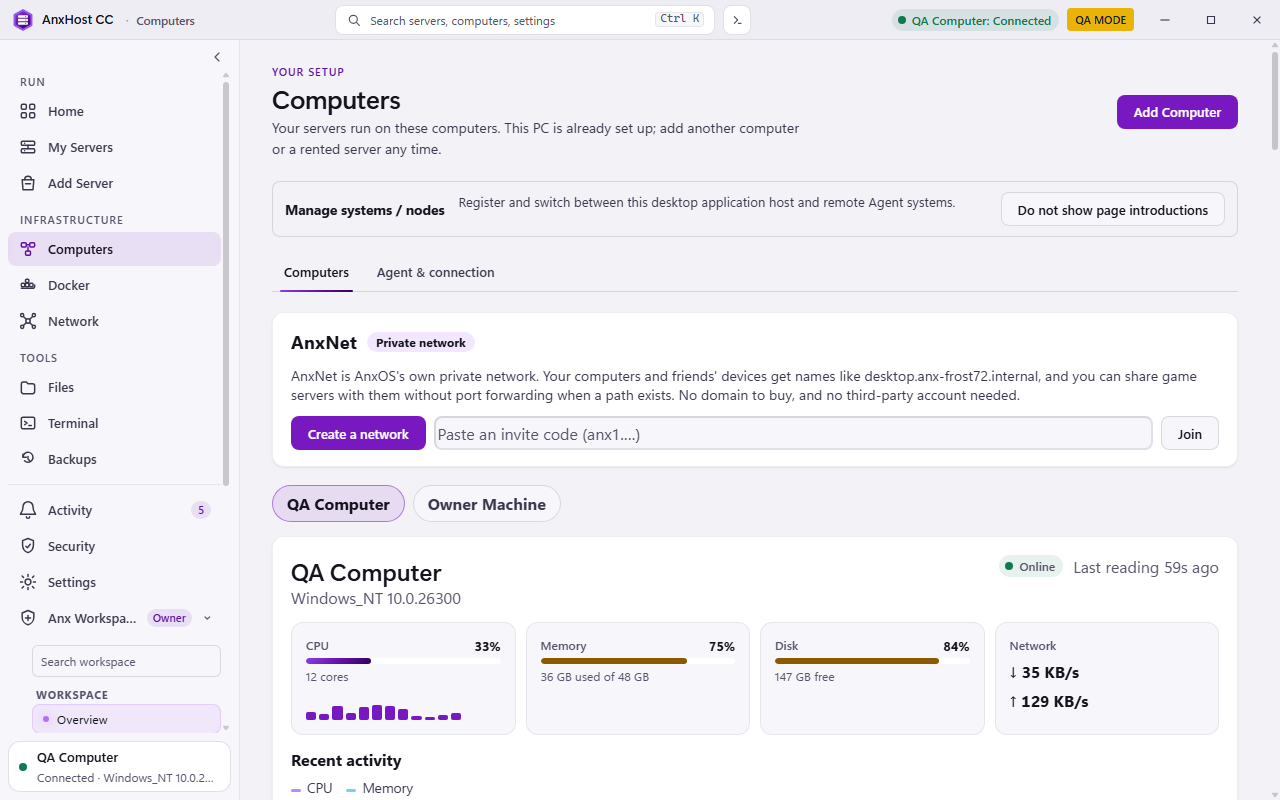 AnxHost CC · Computers
Search servers, computers, settings
Ctrl K
QA Computer: Connected
QA MODE
RUN
Home
My Servers
Add Server
INFRASTRUCTURE
Computers
Docker
Network
TOOLS
Files
Terminal
Backups
Activity 5
Security
Settings
Anx Workspa... Owner
Search workspace
WORKSPACE
Overview
QA Computer
Connected · Windows_NT 10.0.2...
YOUR SETUP
Computers
Your servers run on these computers. This PC is already set up; add another computer
or a rented server any time.
Add Computer
Manage systems / nodes
Register and switch between this desktop application host and remote Agent systems.
Do not show page introductions
Computers
Agent & connection
AnxNet
Private network
AnxNet is AnxOS's own private network. Your computers and friends' devices get names like desktop.anx-frost72.internal, and you can share game
servers with them without port forwarding when a path exists. No domain to buy, and no third-party account needed.
Create a network
Paste an invite code (anx1....)
Join
QA Computer
Owner Machine
QA Computer
Windows_NT 10.0.26300
Online
Last reading 59s ago
CPU 33%
12 cores
Memory 75%
36 GB used of 48 GB
Disk 84%
147 GB free
Network
↓ 35 KB/s
↑ 129 KB/s
Recent activity
CPU
Memory